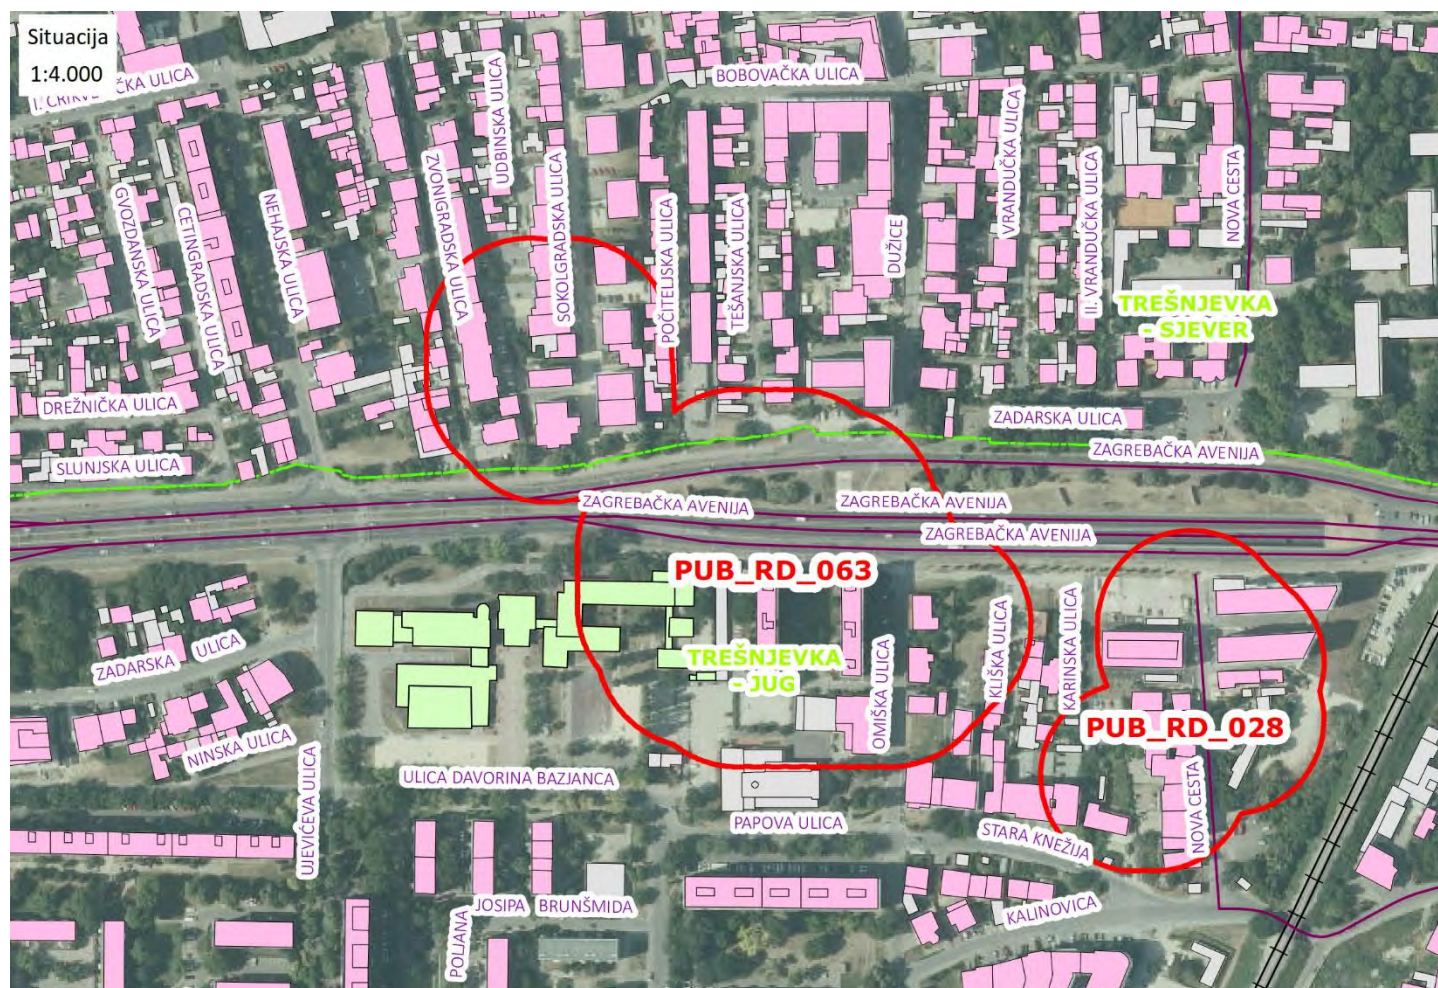 Situacija
1:4.000
I. CRIKVENIČKA ULICA
BOBOVAČKA ULICA
UDBINSKA ULICA
ZVONIGRADSKA ULICA
SOKOLGRADSKA ULICA
GVOZDANSKA ULICA
CETINGRADSKA ULICA
NEHAJSKA ULICA
POČITELJSKA ULICA
TEŠANJSKA ULICA
DUŽICE
VRANDUČKA ULICA
II. VRANDUČKA ULICA
NOVA CESTA
TREŠNJEVKA
- SJEVER
DREŽNIČKA ULICA
ZADARSKA ULICA
SLUNJSKA ULICA
ZAGREBAČKA AVENIJA
ZAGREBAČKA AVENIJA
ZAGREBAČKA AVENIJA
ZAGREBAČKA AVENIJA
PUB_RD_063
TREŠNJEVKA
- JUG
ZADARSKA ULICA
NINSKA ULICA
UJEVIĆEVA ULICA
OMIŠKA ULICA
KLIŠKA ULICA
KARINSKA ULICA
PUB_RD_028
NOVA CESTA
ULICA DAVORINA BAZJANCA
PAPOVA ULICA
STARA KNEŽIJA
POLJANA
JOSIPA
BRUNŠMIDA
KALINOVICA